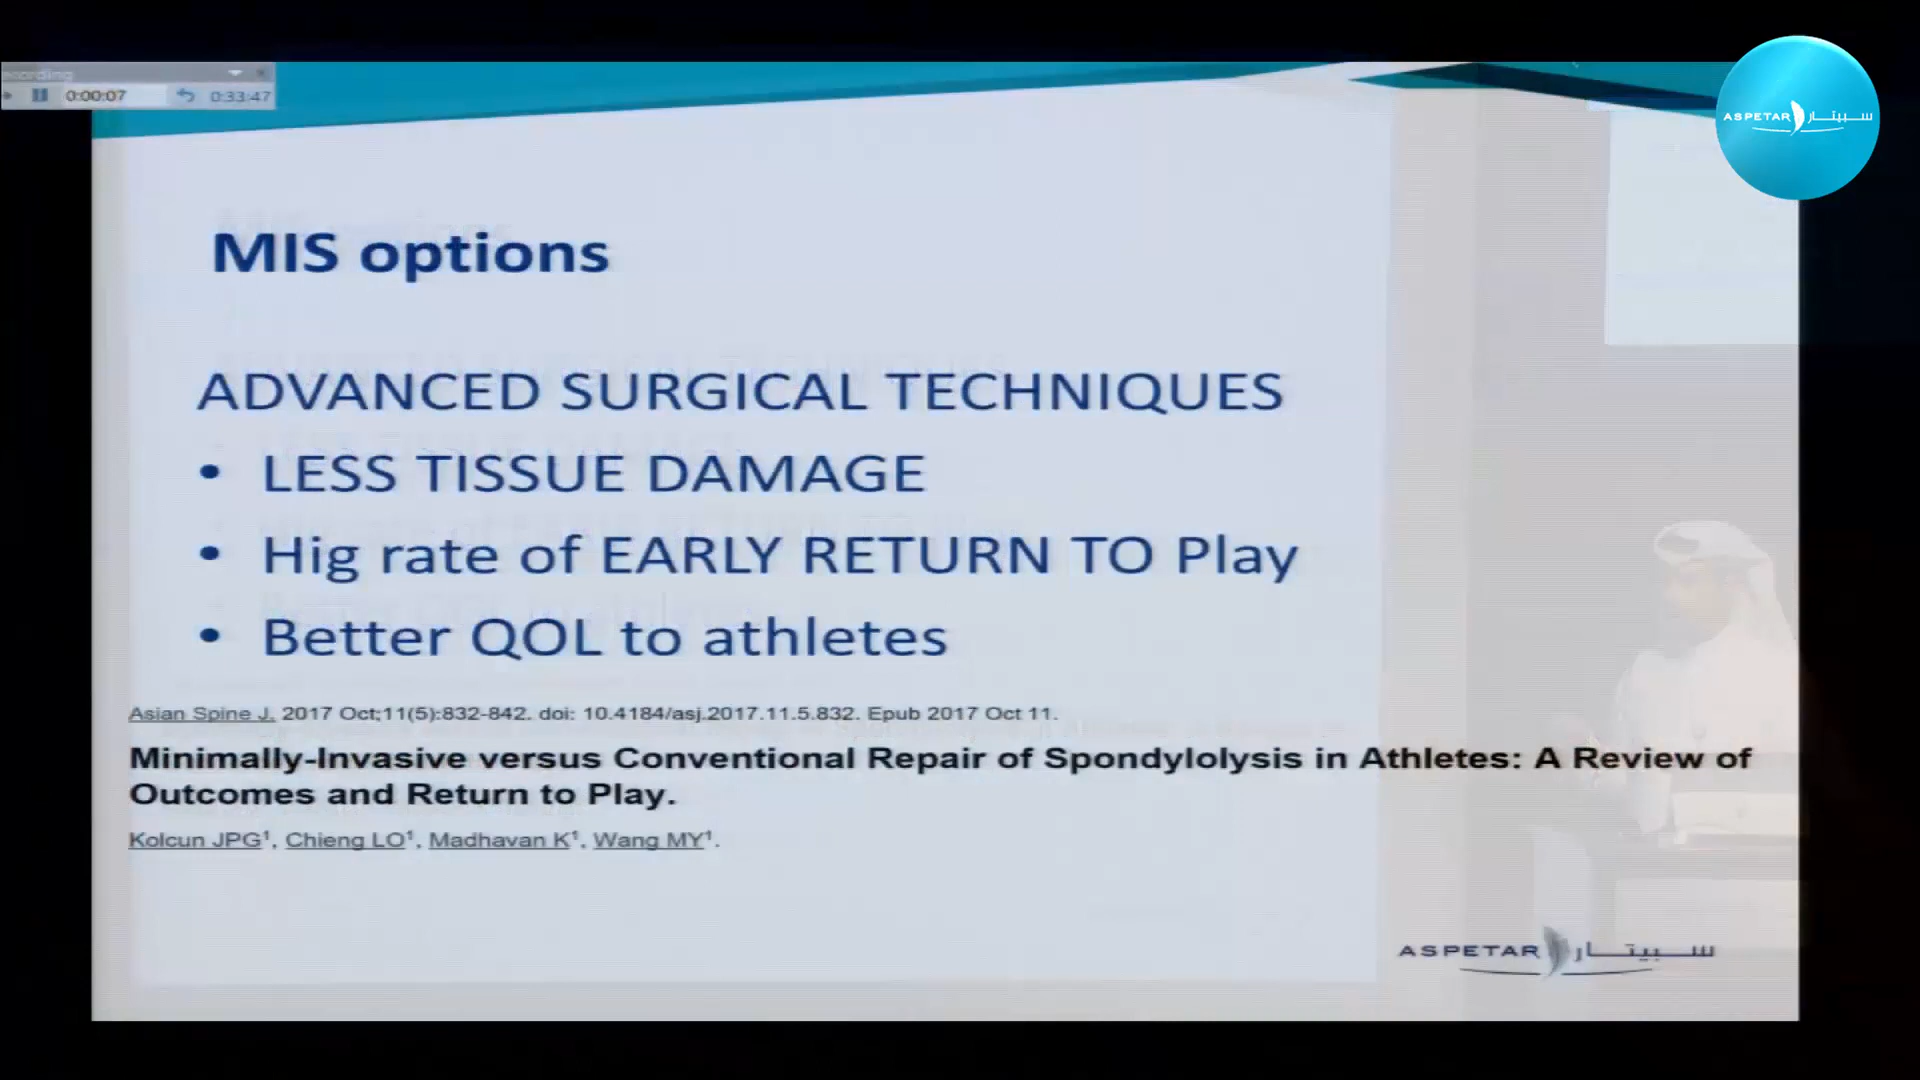 ecording
0:00:07 0:33:47
ASPETAR سبيتار
MIS options
ADVANCED SURGICAL TECHNIQUES
• LESS TISSUE DAMAGE
• Hig rate of EARLY RETURN TO Play
• Better QOL to athletes
Asian Spine J. 2017 Oct;11(5):832-842. doi: 10.4184/asj.2017.11.5.832. Epub 2017 Oct 11.
Minimally-Invasive versus Conventional Repair of Spondylolysis in Athletes: A Review of
Outcomes and Return to Play.
Kolcun JPG¹, Chieng LO¹, Madhavan K¹, Wang MY¹.
ASPETAR سبيتار